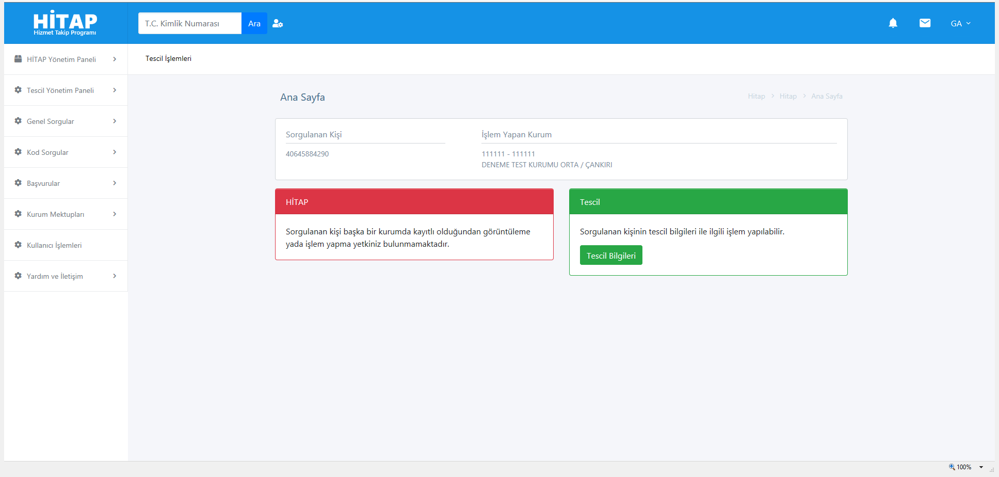 HİTAP
Hizmet Takip Programı
T.C. Kimlik Numarası
Ara
GA
HİTAP Yönetim Paneli
Tescil Yönetim Paneli
Genel Sorgular
Kod Sorgular
Başvurular
Kurum Mektupları
Kullanıcı İşlemleri
Yardım ve İletişim
Tescil İşlemleri
Ana Sayfa
Hitap > Hitap > Ana Sayfa
Sorgulanan Kişi
40645884290
İşlem Yapan Kurum
111111 - 111111
DENEME TEST KURUMU ORTA / ÇANKIRI
HİTAP
Sorgulanan kişi başka bir kurumda kayıtlı olduğundan görüntüleme
yada işlem yapma yetkiniz bulunmamaktadır.
Tescil
Sorgulanan kişinin tescil bilgileri ile ilgili işlem yapılabilir.
Tescil Bilgileri
100%